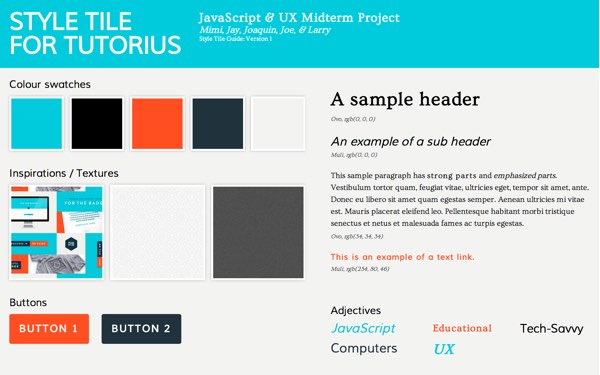 STYLE TILE
FOR TUTORIUS
JavaScript & UX Midterm Project
Mimi, Jay, Joaquin, Joe, & Larry
Style Tile Guide: Version 1
Colour swatches
Inspirations / Textures
FOR THE BADG
Buttons
BUTTON 1
BUTTON 2
A sample header
Ovo, rgb(0, 0, 0)
An example of a sub header
Muli, rgb(0, 0, 0)
This sample paragraph has strong parts and emphasized parts.
Vestibulum tortor quam, feugiat vitae, ultricies eget, tempor sit amet, ante.
Donec eu libero sit amet quam egestas semper. Aenean ultricies mi vitae
est. Mauris placerat eleifend leo. Pellentesque habitant morbi tristique
senectus et netus et malesuada fames ac turpis egestas.
Ovo, rgb(34, 34, 34)
This is an example of a text link.
Muli, rgb(254, 80, 46)
Adjectives
JavaScript
Educational
Tech-Savvy
Computers
UX